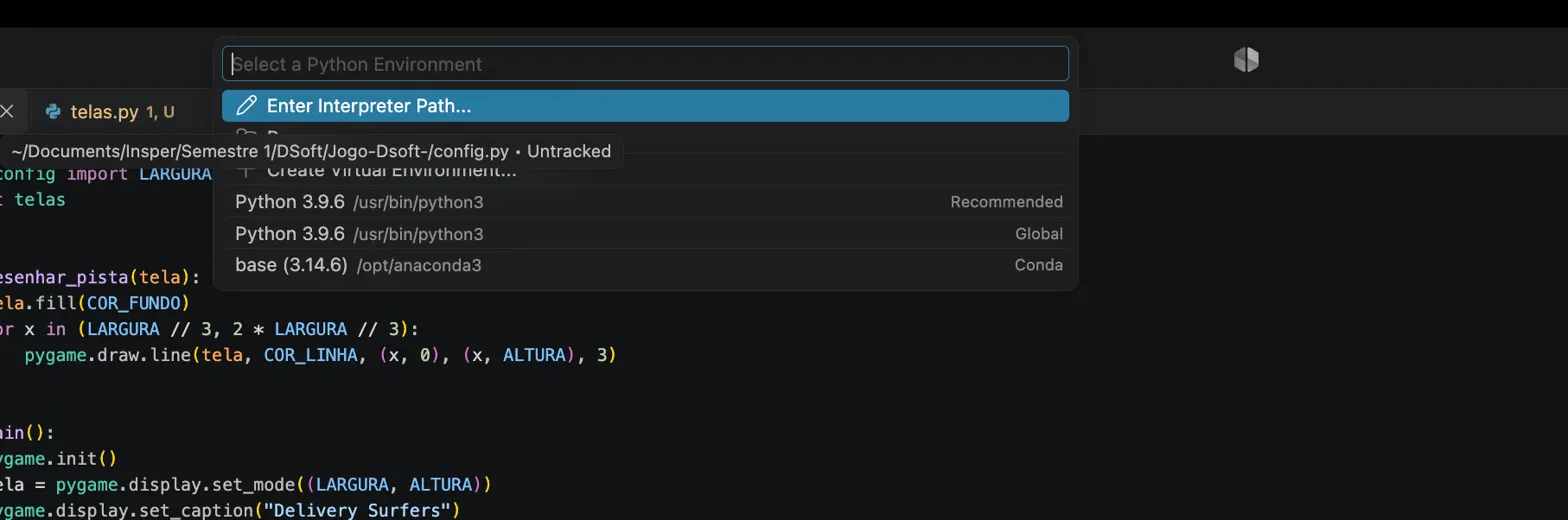 Select a Python Environment
telas.py 1, U
Enter Interpreter Path...
~/Documents/Insper/Semestre 1/DSoft/Jogo-Dsoft-/config.py • Untracked
config import LARGURA
Create Virtual Environment...
telas
Python 3.9.6 /usr/bin/python3 Recommended
Python 3.9.6 /usr/bin/python3 Global
base (3.14.6) /opt/anaconda3 Conda
esenhar_pista(tela):
ela.fill(COR_FUNDO)
or x in (LARGURA // 3, 2 * LARGURA // 3):
pygame.draw.line(tela, COR_LINHA, (x, 0), (x, ALTURA), 3)
ain():
ygame.init()
ela = pygame.display.set_mode((LARGURA, ALTURA))
ygame.display.set_caption("Delivery Surfers")